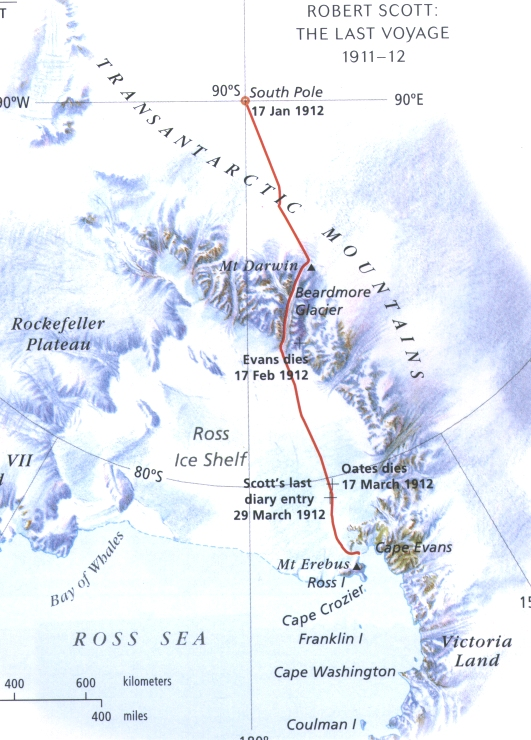 T
ROBERT SCOTT:
THE LAST VOYAGE
1911–12
90°W
90°S
South Pole
17 Jan 1912
90°E
TRANSANTARCTIC MOUNTAINS
Mt Darwin
Beardmore
Glacier
Rockefeller
Plateau
Evans dies
17 Feb 1912
Ross
Ice Shelf
VII
d
80°S
Oates dies
17 March 1912
Scott's last
diary entry
29 March 1912
Cape Evans
Mt Erebus
Ross I
Bay of Whales
Cape Crozier
Franklin I
ROSS SEA
Victoria
Land
Cape Washington
400 600 kilometers
400 miles
Coulman I
180°
15